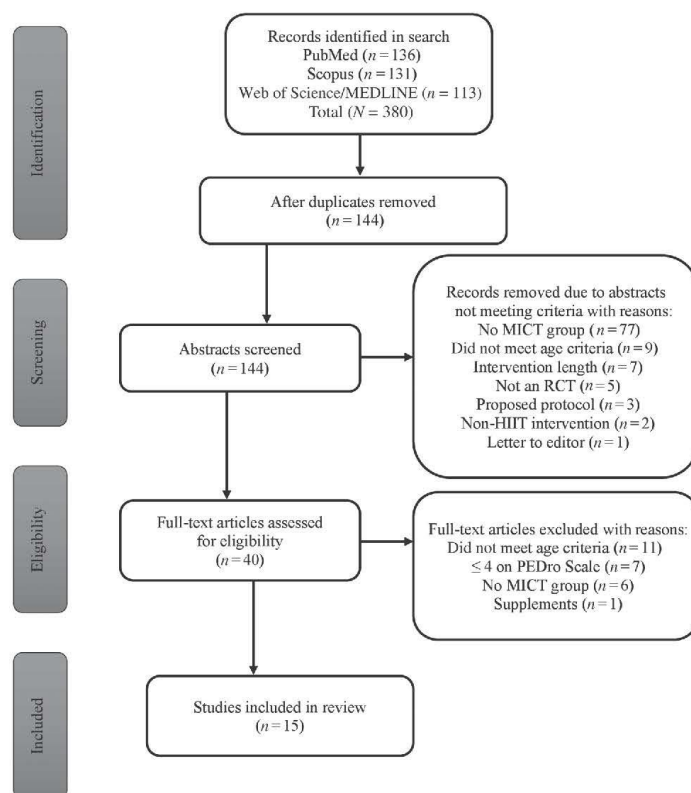 Identification
Records identified in search
PubMed (n = 136)
Scopus (n = 131)
Web of Science/MEDLINE (n = 113)
Total (N = 380)
After duplicates removed
(n = 144)
Screening
Abstracts screened
(n = 144)
Records removed due to abstracts
not meeting criteria with reasons:
No MICT group (n = 77)
Did not meet age criteria (n = 9)
Intervention length (n = 7)
Not an RCT (n = 5)
Proposed protocol (n = 3)
Non-HIIT intervention (n = 2)
Letter to editor (n = 1)
Eligibility
Full-text articles assessed
for eligibility
(n = 40)
Full-text articles excluded with reasons:
Did not meet age criteria (n = 11)
≤ 4 on PEDro Scale (n = 7)
No MICT group (n = 6)
Supplements (n = 1)
Included
Studies included in review
(n = 15)